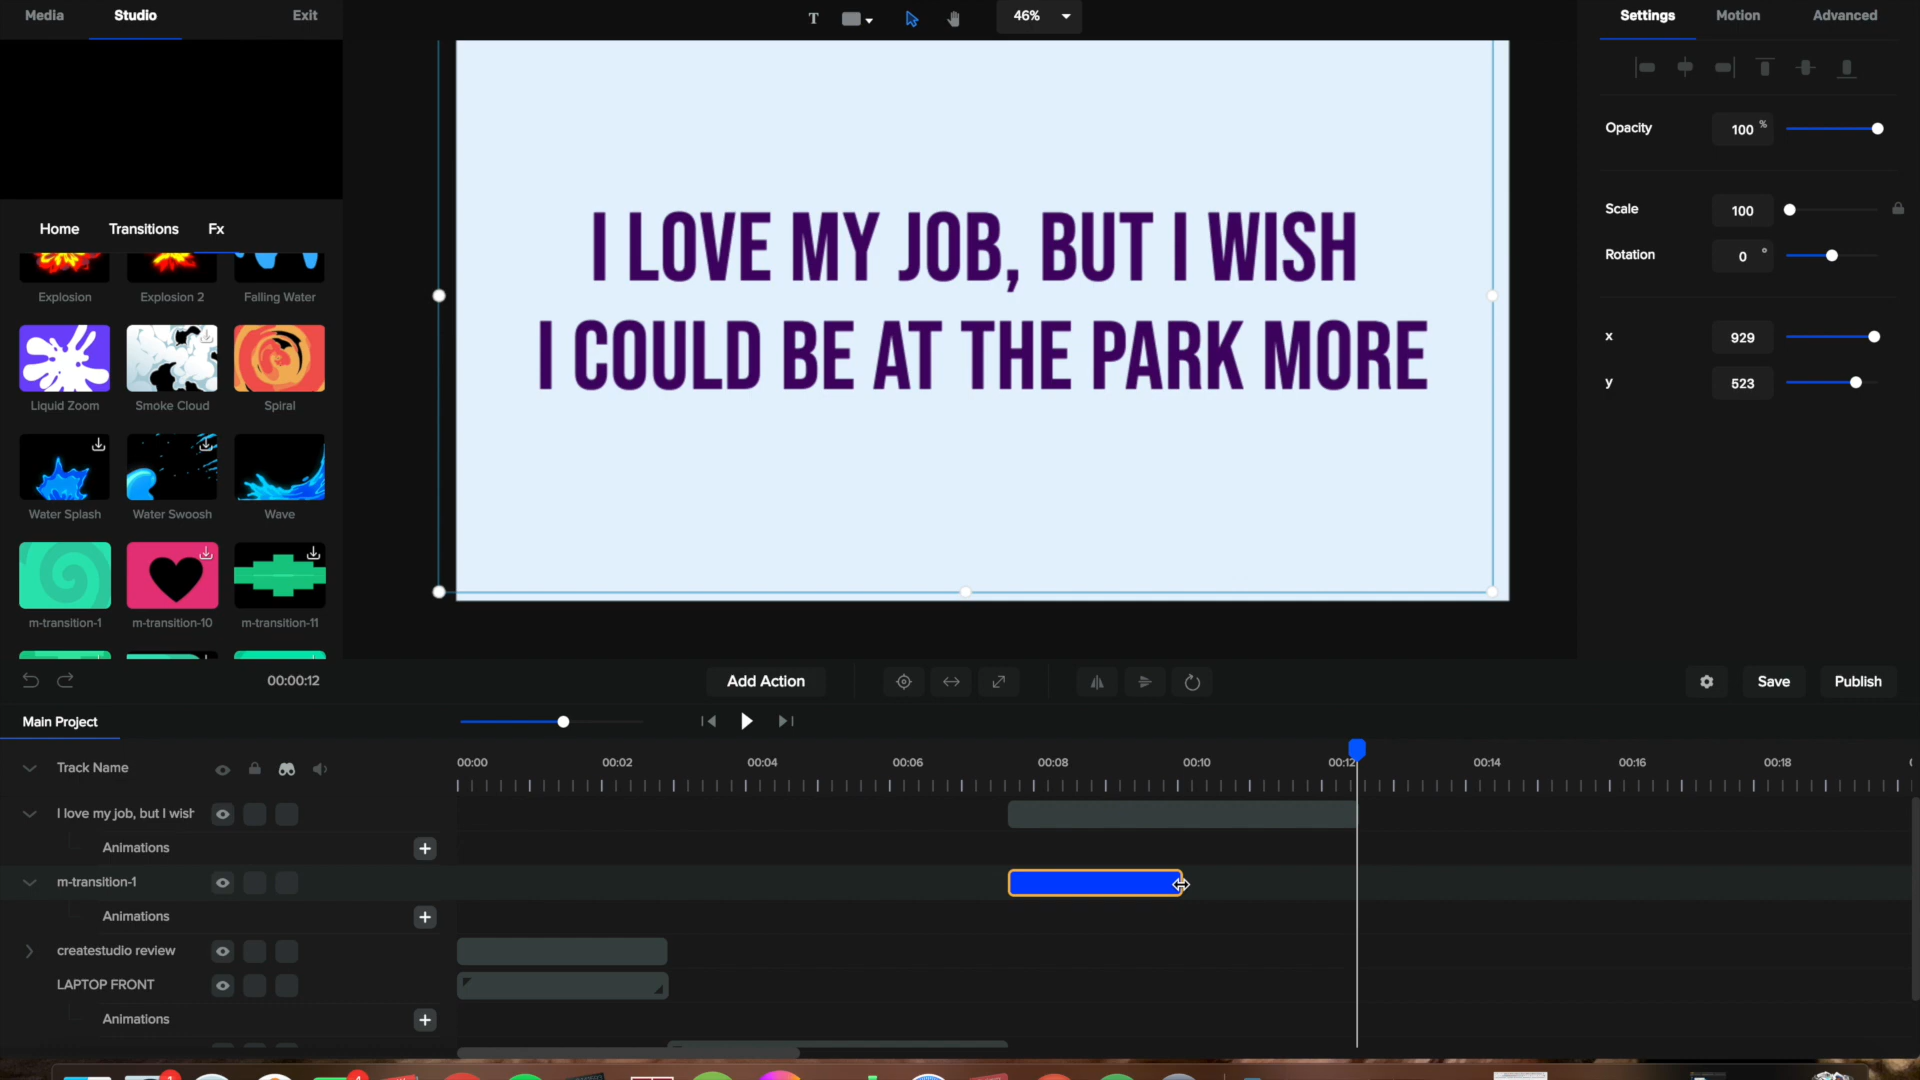 Media Studio Exit
T 46%
Settings Motion Advanced
Home Transitions Fx
Explosion Explosion 2 Falling Water
Liquid Zoom Smoke Cloud Spiral
Water Splash Water Swoosh Wave
m-transition-1 m-transition-10 m-transition-11
I LOVE MY JOB, BUT I WISH
I COULD BE AT THE PARK MORE
Opacity 100 %
Scale 100
Rotation 0 °
x 929
y 523
00:00:12
Add Action
Save Publish
Main Project
Track Name
00:00 00:02 00:04 00:06 00:08 00:10 00:12 00:14 00:16 00:18
I love my job, but I wish
Animations +
m-transition-1
Animations +
createstudio review
LAPTOP FRONT
Animations +